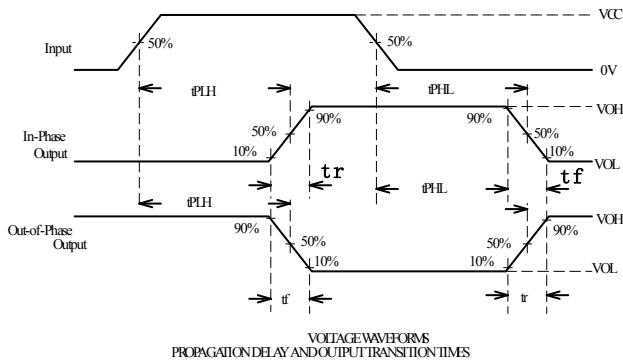 VCC
50%
50%
Input
0V
tPLH
tPHL
VOH
90%
90%
In-Phase
Output
50%
50%
10%
10%
VOL
tr
tf
tPLH
tPHL
VOH
Out-of-Phase
Output
90%
90%
50%
50%
10%
10%
VOL
tf
tr
VOLTAGE WAVEFORMS
PROPAGATION DELAY AND OUTPUT TRANSITION TIMES